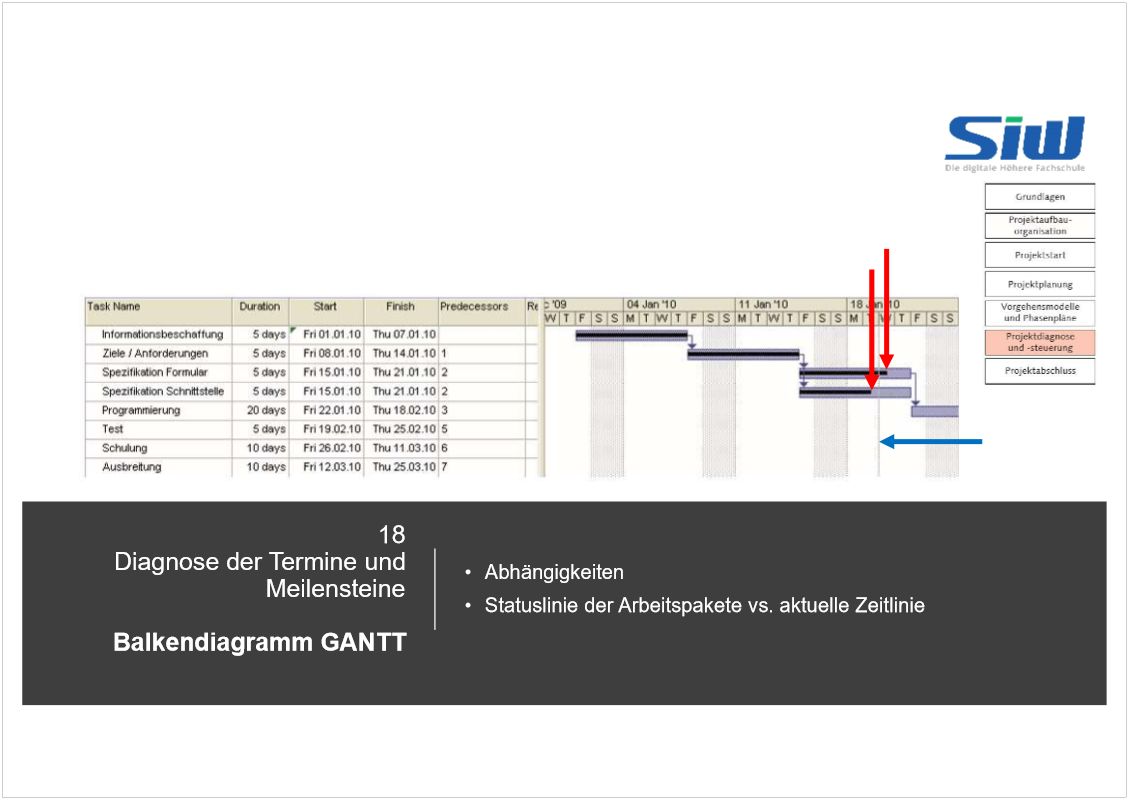 Siw
Die digitale Höhere Fachschule
Grundlagen
Projektaufbau-
organisation
Projektstart
Projektplanung
Vorgehensmodelle
und Phasenpläne
Projektdiagnose
und -steuerung
Projektabschluss
Task Name Duration Start Finish Predecessors Re c '09 04 Jan '10 11 Jan '10 18 Jan '10
W T F S S M T W T F S S M T W T F S S M T W T F S S
Informationsbeschaffung 5 days Fri 01.01.10 Thu 07.01.10
Ziele / Anforderungen 5 days Fri 08.01.10 Thu 14.01.10 1
Spezifikation Formular 5 days Fri 15.01.10 Thu 21.01.10 2
Spezifikation Schnittstelle 5 days Fri 15.01.10 Thu 21.01.10 2
Programmierung 20 days Fri 22.01.10 Thu 18.02.10 3
Test 5 days Fri 19.02.10 Thu 25.02.10 5
Schulung 10 days Fri 26.02.10 Thu 11.03.10 6
Ausbreitung 10 days Fri 12.03.10 Thu 25.03.10 7
18
Diagnose der Termine und
Meilensteine
Balkendiagramm GANTT
• Abhängigkeiten
• Statuslinie der Arbeitspakete vs. aktuelle Zeitlinie